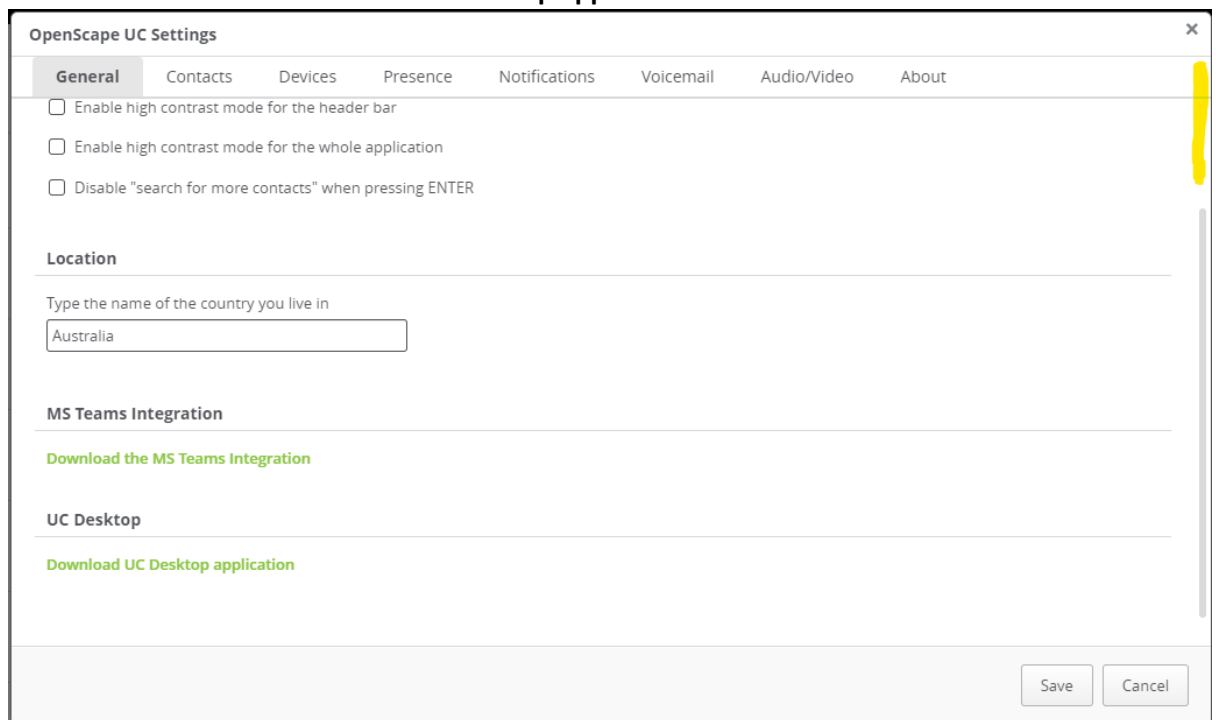 OpenScape UC Settings
×
General Contacts Devices Presence Notifications Voicemail Audio/Video About
Enable high contrast mode for the header bar
Enable high contrast mode for the whole application
Disable "search for more contacts" when pressing ENTER
Location
Type the name of the country you live in
Australia
MS Teams Integration
Download the MS Teams Integration
UC Desktop
Download UC Desktop application
Save Cancel